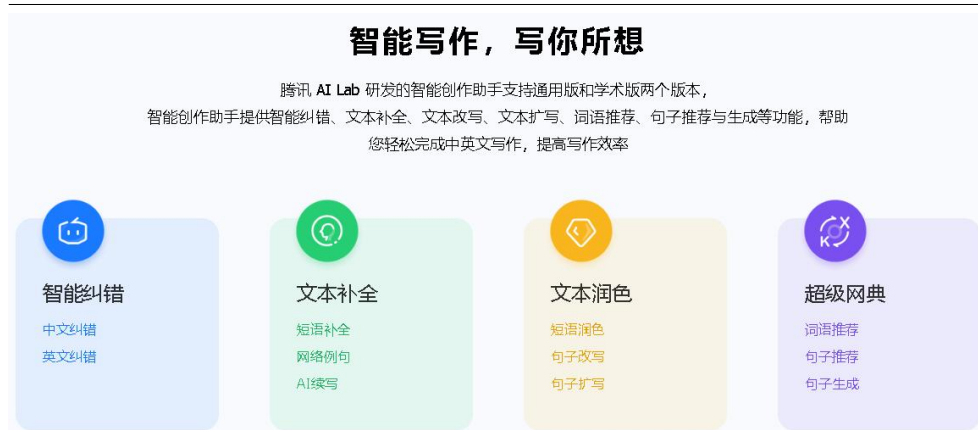 智能写作，写你所想
腾讯 AI Lab 研发的智能创作助手支持通用版和学术版两个版本，
智能创作助手提供智能纠错、文本补全、文本改写、文本扩写、词语推荐、句子推荐与生成等功能，帮助
您轻松完成中英文写作，提高写作效率
智能纠错
中文纠错
英文纠错
文本补全
短语补全
网络例句
AI续写
文本润色
短语润色
句子改写
句子扩写
X
K
超级网典
词语推荐
句子推荐
句子生成